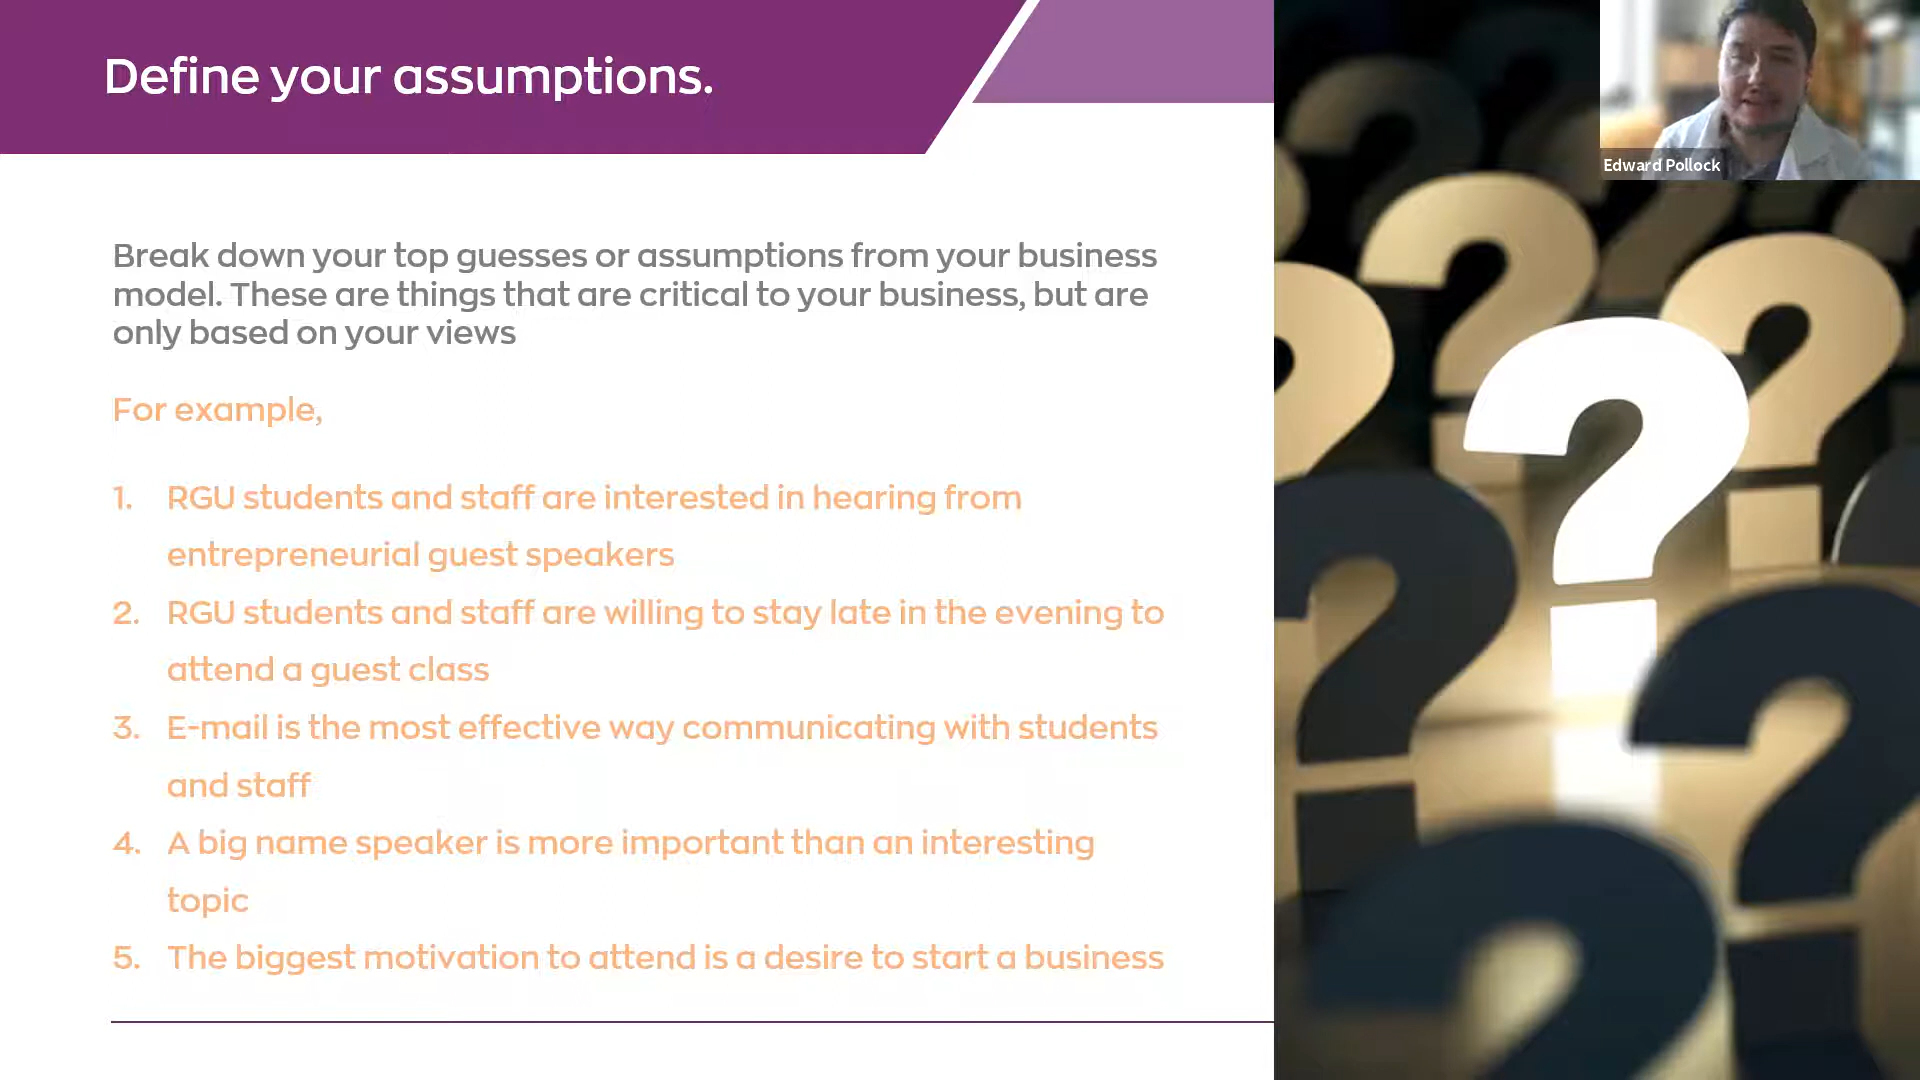 Define your assumptions.
Edward Pollock
Break down your top guesses or assumptions from your business
model. These are things that are critical to your business, but are
only based on your views
For example,
1. RGU students and staff are interested in hearing from
entrepreneurial guest speakers
2. RGU students and staff are willing to stay late in the evening to
attend a guest class
3. E-mail is the most effective way communicating with students
and staff
4. A big name speaker is more important than an interesting
topic
5. The biggest motivation to attend is a desire to start a business